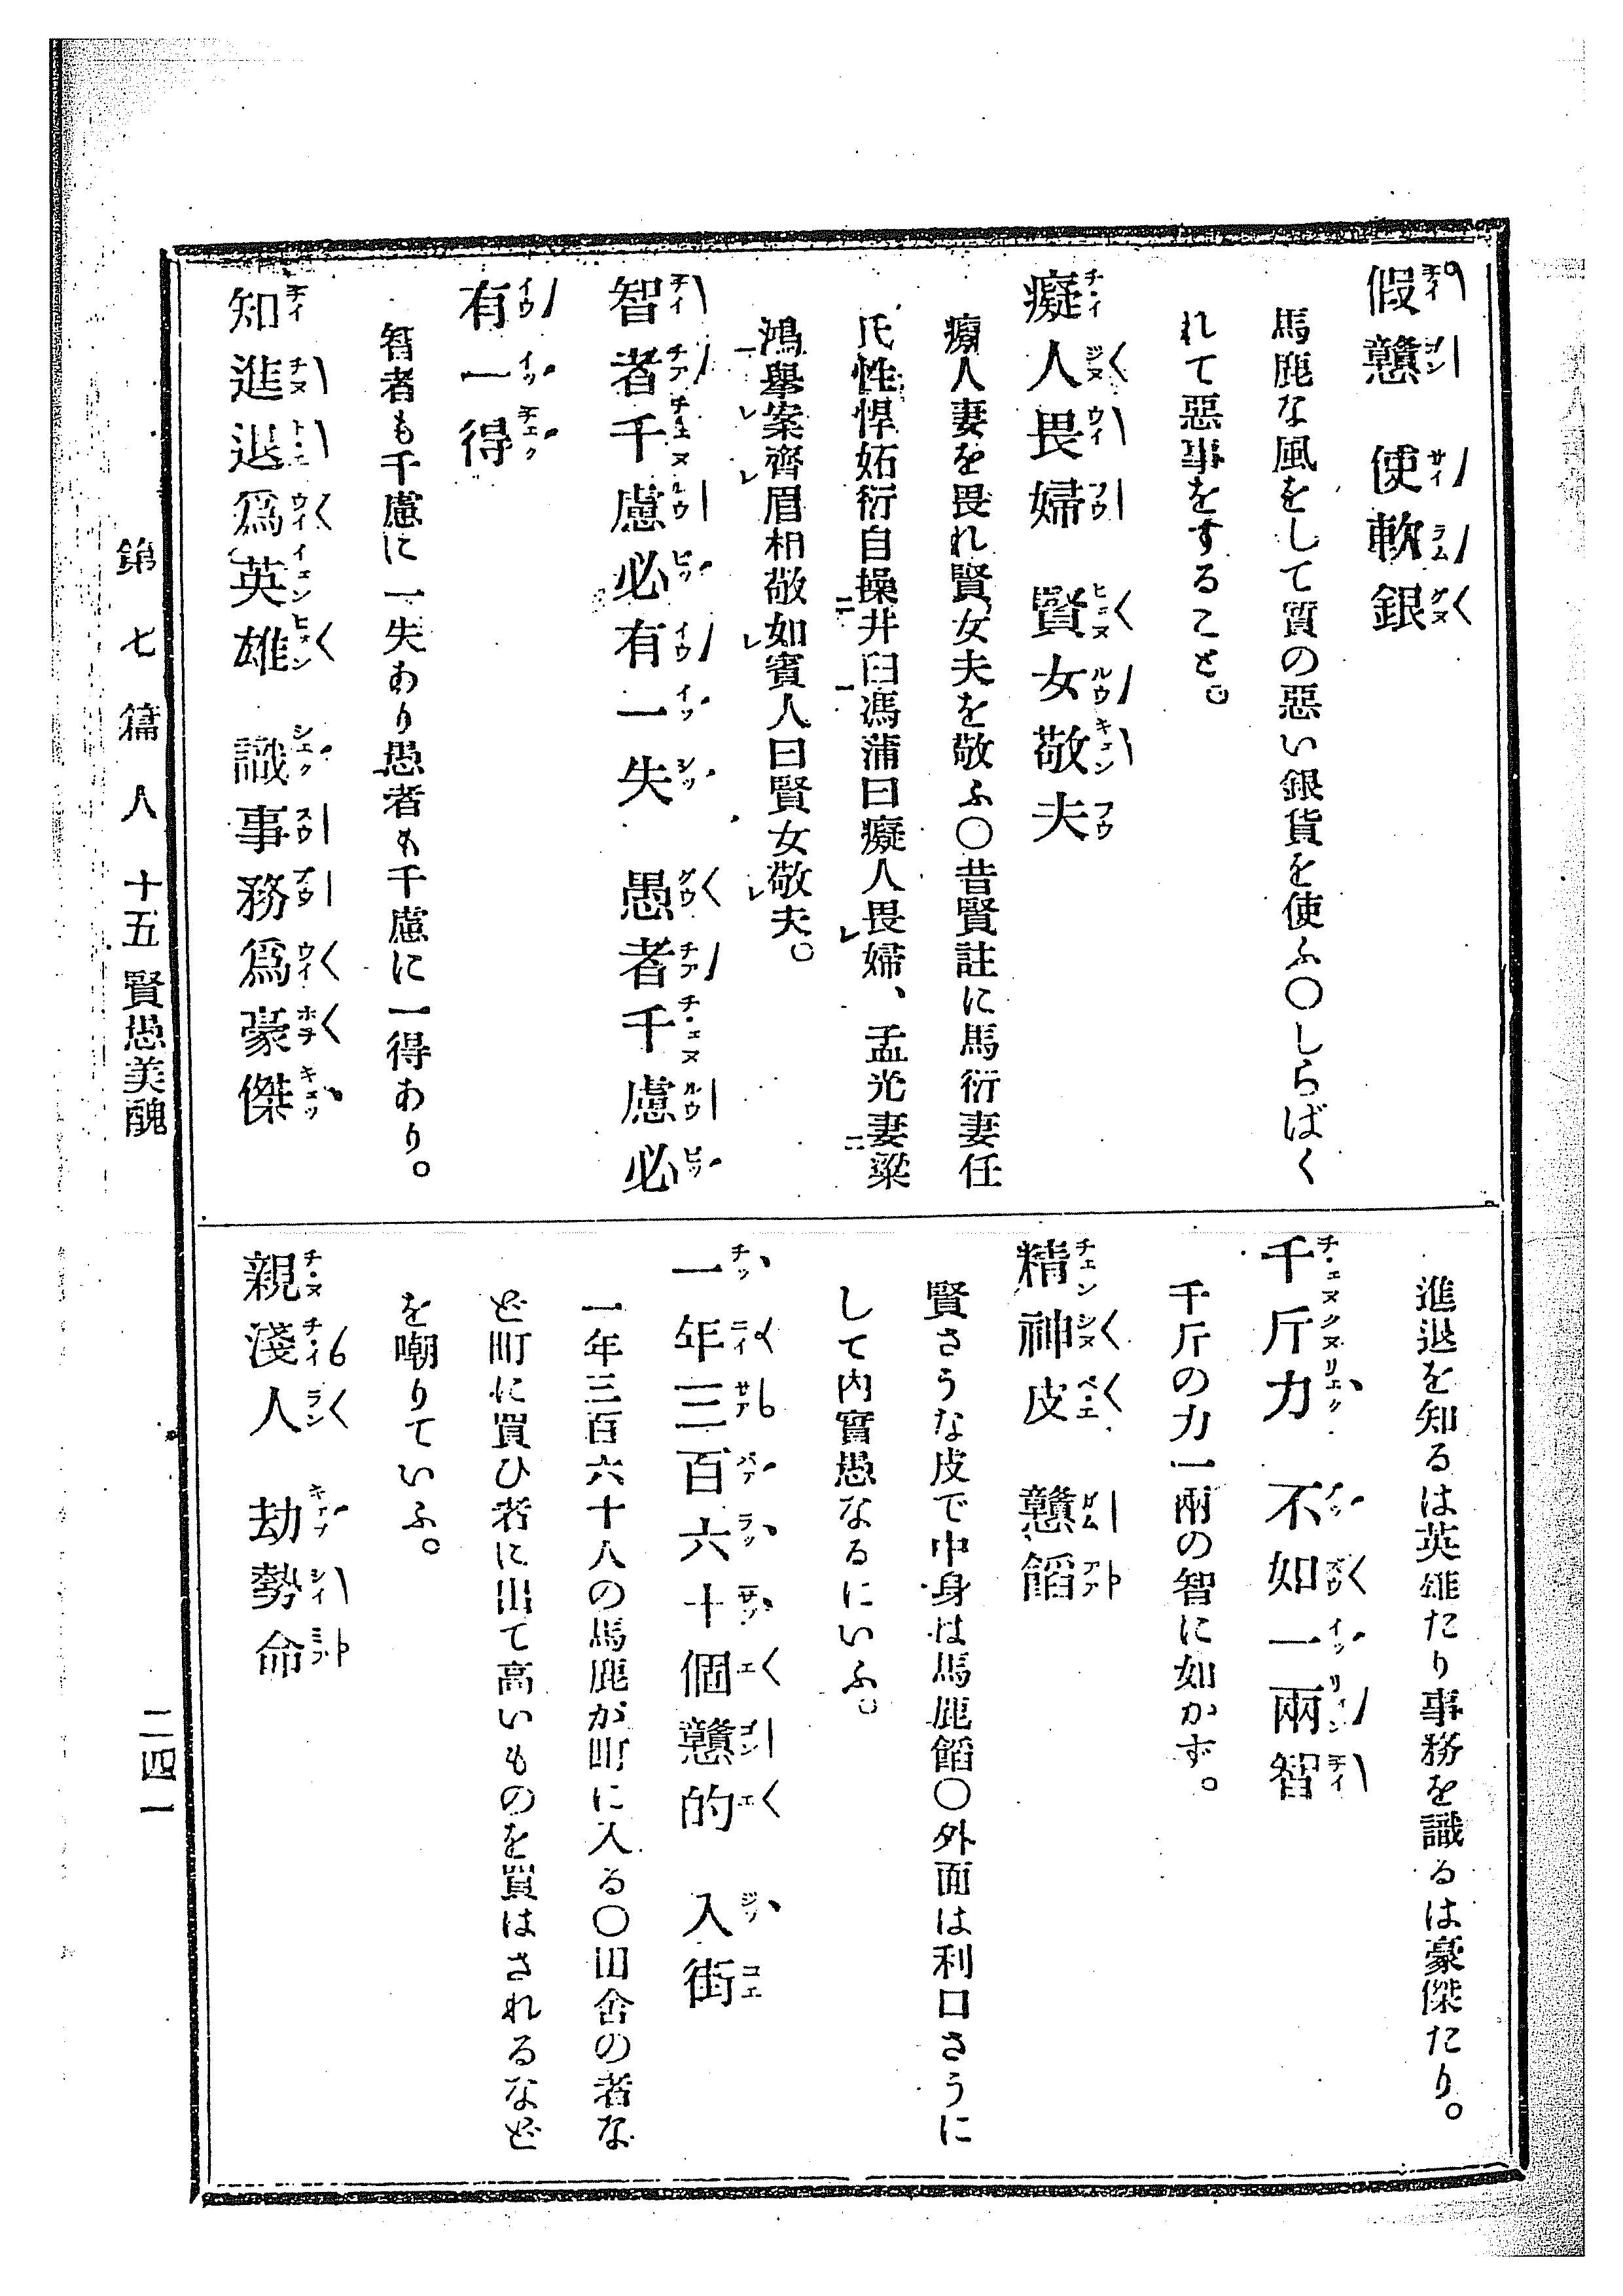 假戇　使軟銀
馬鹿な風をして質の惡い銀貨を使ふ〇しらばく
れて惡事をすること。
癡人畏婦　賢女敬夫
癡人妻を畏れ賢女夫を敬ふ〇昔賢註に馬衍妻任
氏性悍妬衍自操井臼馮蒲曰癡人畏婦、孟光妻梁
鴻擧案齊眉相敬如賓人曰賢女敬夫。
智者千慮必有一失　愚者千慮必
有一得
智者も千慮に一失あり愚者も千慮に一得あり。
知進退爲英雄　識事務爲豪傑
進退を知るは英雄たり事務を識るは豪傑たり。
千斤力　不如一兩智
千斤の力一兩の智に如かず。
精神皮　戇餡
賢さうな皮で中身は馬鹿餡〇外面は利口さうに
して内實愚なるにいふ。
一年三百六十個戇的　入街
一年三百六十人の馬鹿が町に入る〇田舍の者な
ど町に買ひ者に出て高いものを買はされるなど
を嘲りていふ。
親淺人　劫勢命
第七篇　人　十五　賢愚美醜
二四一